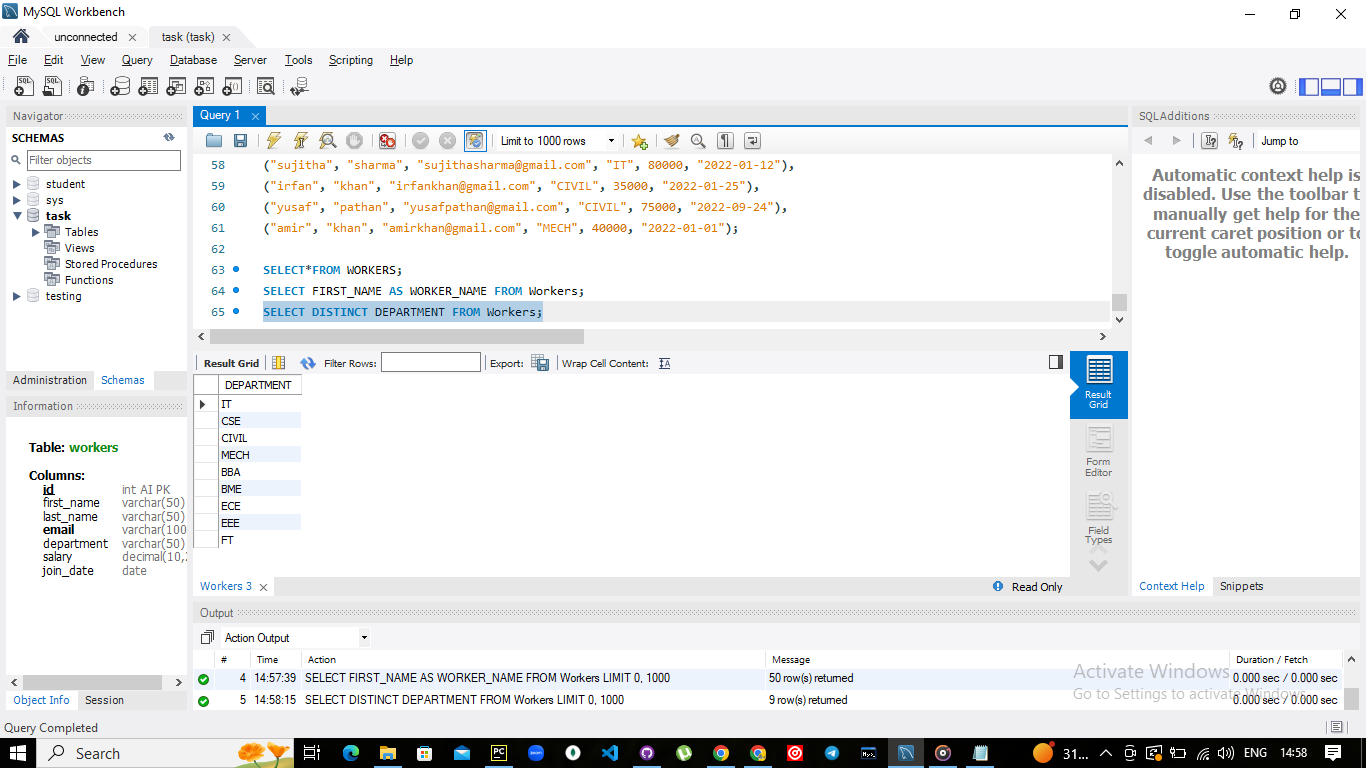 MySQL Workbench
unconnected
task (task)
File Edit View Query Database Server Tools Scripting Help
Navigator
SCHEMAS
Filter objects
student
sys
task
Tables
Views
Stored Procedures
Functions
testing
Administration Schemas
Information
Table: workers
Columns:
id int AI PK
first_name varchar(50)
last_name varchar(50)
email varchar(100
department varchar(50)
salary decimal(10,
join_date date
Object Info Session
Query 1
Limit to 1000 rows
58 ("sujitha", "sharma", "sujithasharma@gmail.com", "IT", 80000, "2022-01-12"),
59 ("irfan", "khan", "irfankhan@gmail.com", "CIVIL", 35000, "2022-01-25"),
60 ("yusaf", "pathan", "yusafpathan@gmail.com", "CIVIL", 75000, "2022-09-24"),
61 ("amir", "khan", "amirkhan@gmail.com", "MECH", 40000, "2022-01-01");
62
63 SELECT*FROM WORKERS;
64 SELECT FIRST_NAME AS WORKER_NAME FROM Workers;
65 SELECT DISTINCT DEPARTMENT FROM Workers;
Result Grid Filter Rows: Export: Wrap Cell Content:
DEPARTMENT
IT
CSE
CIVIL
MECH
BBA
BME
ECE
EEE
FT
Result
Grid
Form
Editor
Field
Types
Workers 3
Read Only
SQLAdditions
Jump to
Automatic context help is
disabled. Use the toolbar t
manually get help for the
current caret position or to
toggle automatic help.
Context Help Snippets
Output
Action Output
# Time Action Message Duration / Fetch
4 14:57:39 SELECT FIRST_NAME AS WORKER_NAME FROM Workers LIMIT 0, 1000 50 row(s) returned 0.000 sec / 0.000 sec
5 14:58:15 SELECT DISTINCT DEPARTMENT FROM Workers LIMIT 0, 1000 9 row(s) returned 0.000 sec / 0.000 sec
Activate Windows
Go to Settings to activate Windows.
Query Completed
Search
31...
ENG
14:58